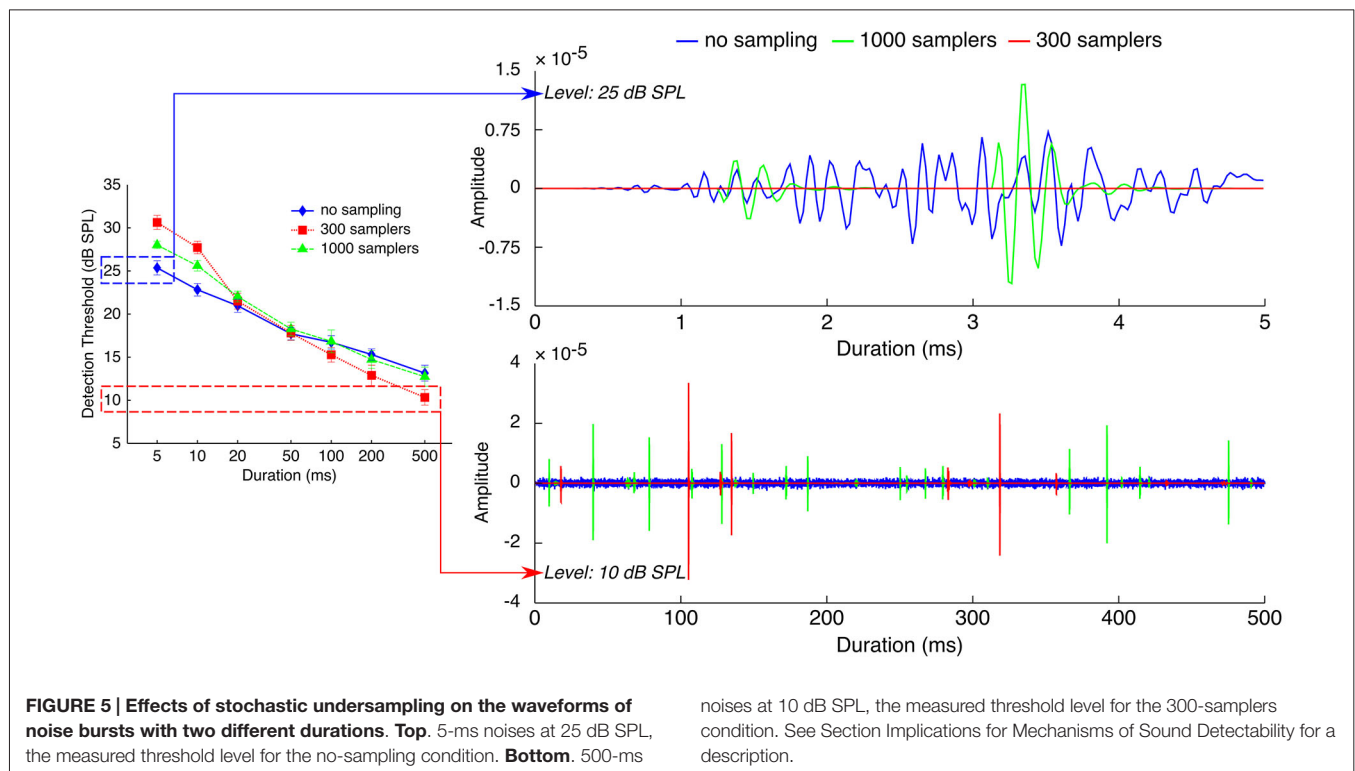 no sampling 1000 samplers 300 samplers
× 10⁻⁵
1.5
0.75
0
-0.75
-1.5
Amplitude
Level: 25 dB SPL
0 1 2 3 4 5
Duration (ms)
35
30
25
20
15
10
5
Detection Threshold (dB SPL)
no sampling
300 samplers
1000 samplers
5 10 20 50 100 200 500
Duration (ms)
× 10⁻⁵
4
2
0
-2
-4
Amplitude
Level: 10 dB SPL
0 100 200 300 400 500
Duration (ms)
FIGURE 5 | Effects of stochastic undersampling on the waveforms of
noise bursts with two different durations. Top. 5-ms noises at 25 dB SPL,
the measured threshold level for the no-sampling condition. Bottom. 500-ms
noises at 10 dB SPL, the measured threshold level for the 300-samplers
condition. See Section Implications for Mechanisms of Sound Detectability for a
description.